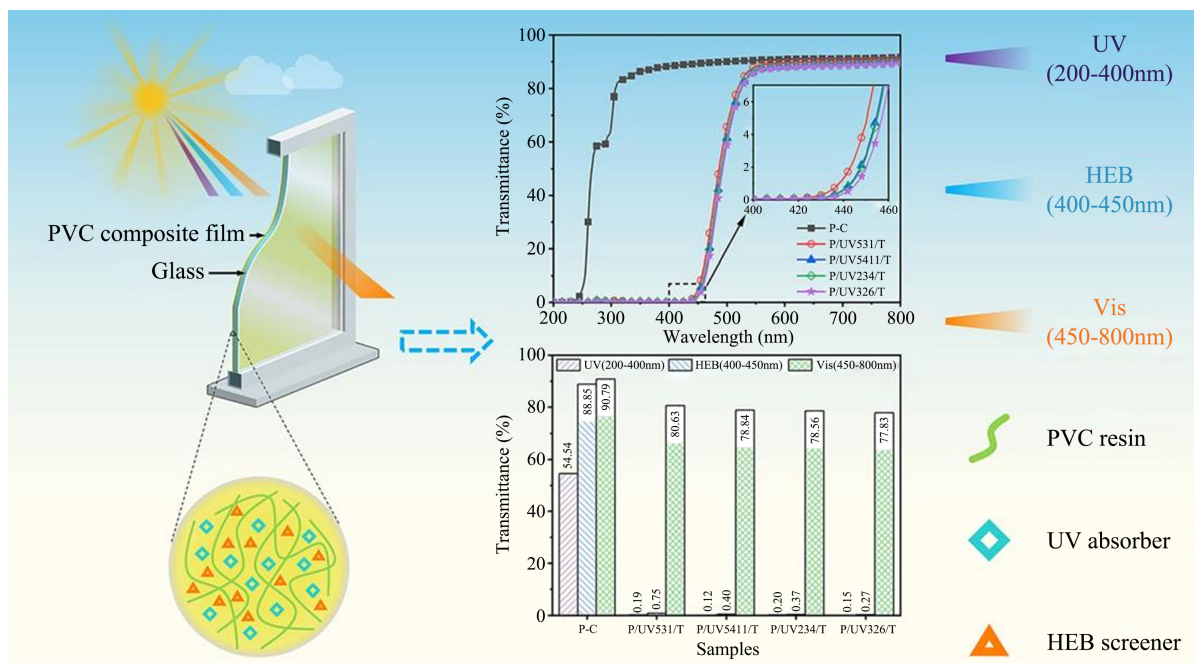 PVC composite film
Glass
Transmittance (%)
100
80
60
40
20
0
200
300
400
500
600
700
800
Wavelength (nm)
6
4
2
0
400
420
440
460
P-C
P/UV531/T
P/UV5411/T
P/UV234/T
P/UV326/T
Transmittance (%)
100
80
60
40
20
0
UV(200-400nm)
HEB(400-450nm)
Vis(450-800nm)
54.54
88.85
90.79
0.19
0.75
80.63
0.12
0.40
78.84
0.20
0.37
78.56
0.15
0.27
77.83
P-C
P/UV531/T
P/UV5411/T
P/UV234/T
P/UV326/T
Samples
UV
(200-400nm)
HEB
(400-450nm)
Vis
(450-800nm)
PVC resin
UV absorber
HEB screener